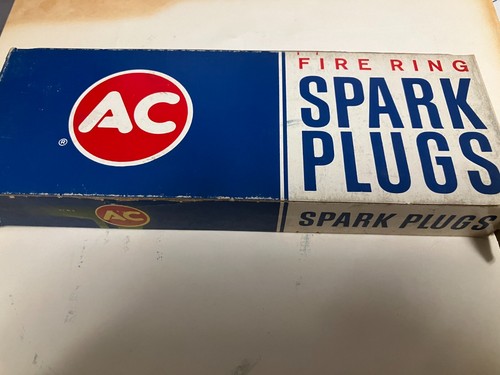 AC
®
FIRE RING
SPARK
PLUGS
AC
SPARK PLUGS